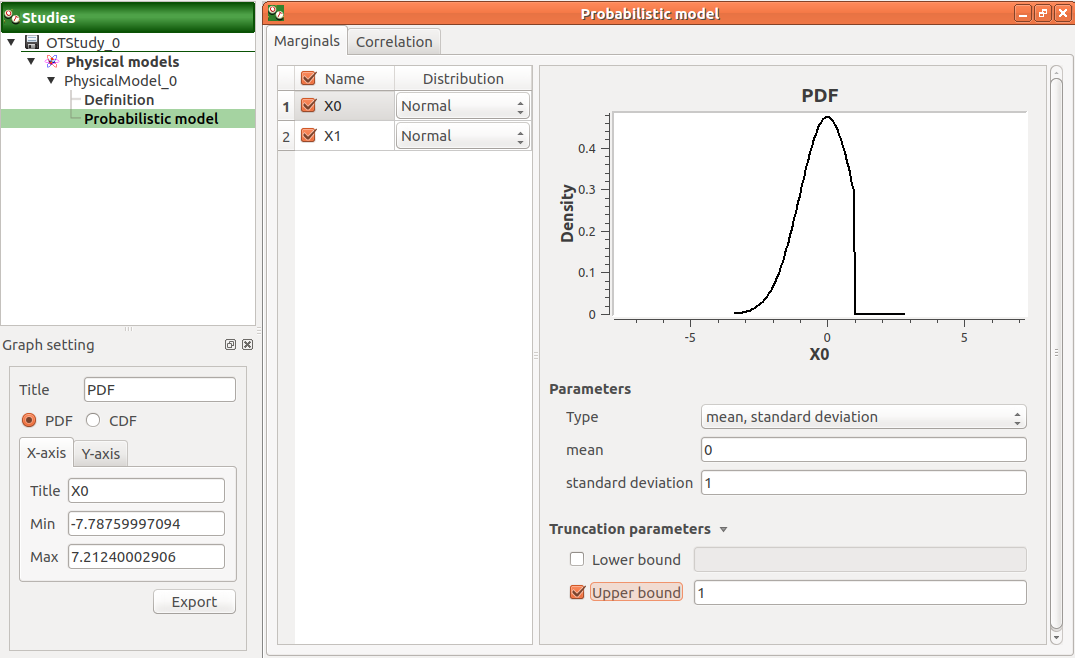 Studies
OTStudy_0
Physical models
PhysicalModel_0
Definition
Probabilistic model
Graph setting
Title PDF
PDF CDF
X-axis Y-axis
Title X0
Min -7.78759997094
Max 7.21240002906
Export
Probabilistic model
Marginals Correlation
Name Distribution
1 X0 Normal
2 X1 Normal
PDF
Density
0.4
0.3
0.2
0.1
0
-5 0 5
X0
Parameters
Type mean, standard deviation
mean 0
standard deviation 1
Truncation parameters
Lower bound
Upper bound 1